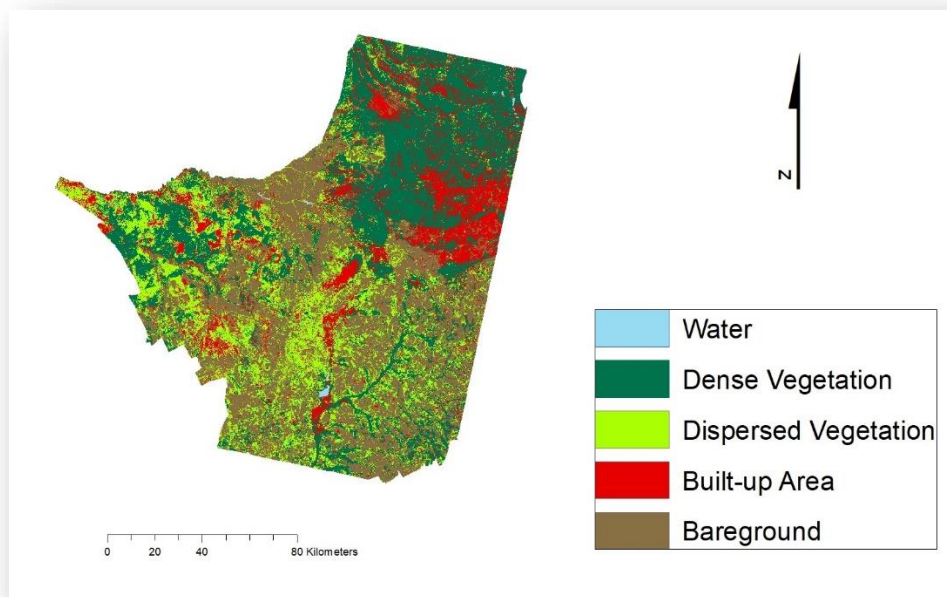 N
Water
Dense Vegetation
Dispersed Vegetation
Built-up Area
Bareground
0 20 40 80 Kilometers